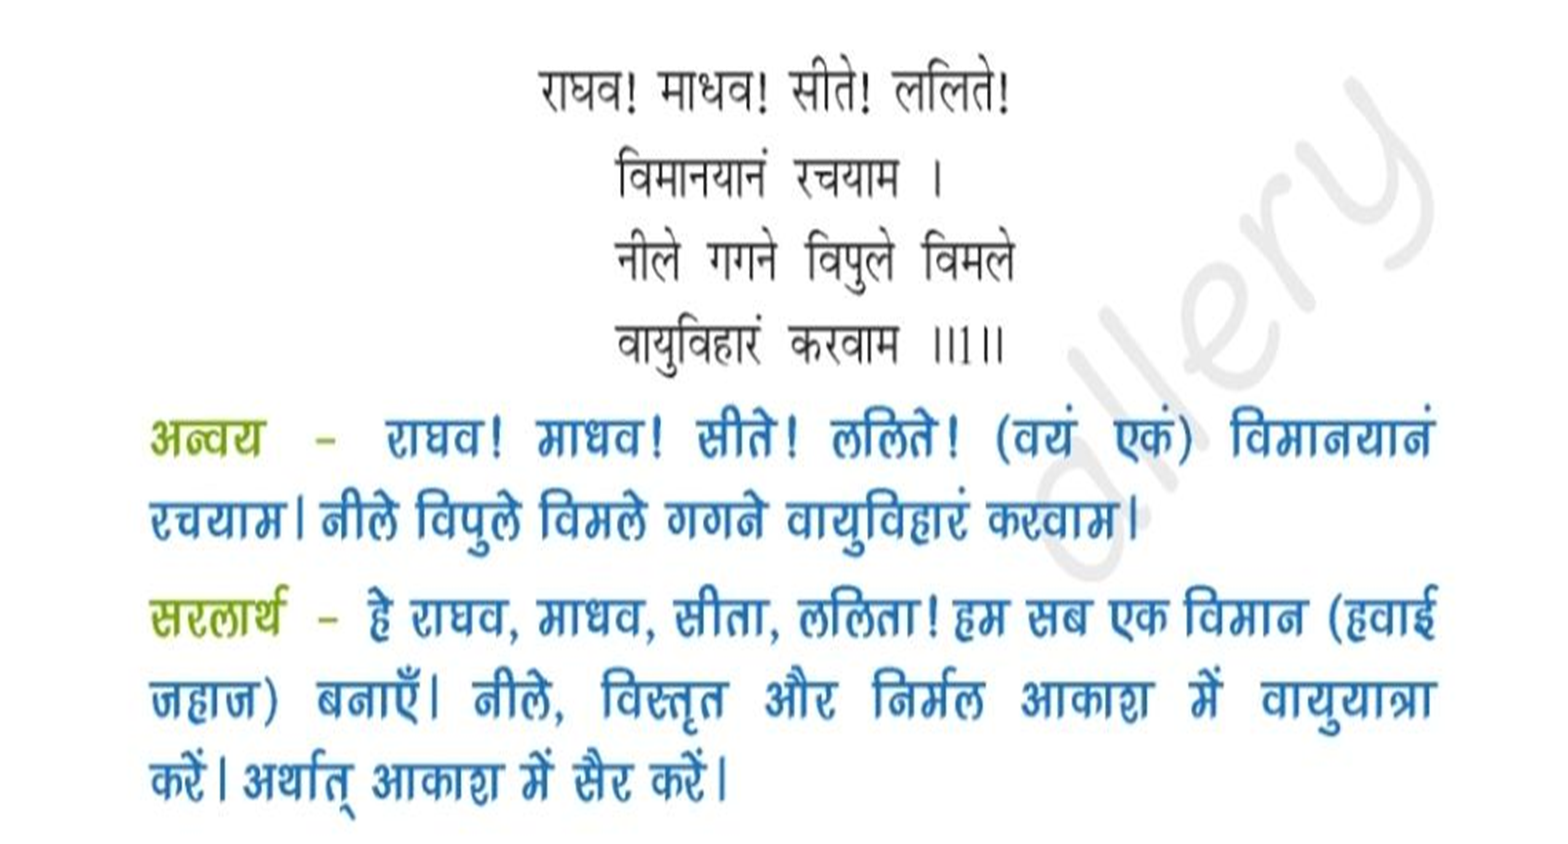 राघव! माधव! सीते! ललिते!
विमानयानं रचयाम ।
नीले गगने विपुले विमले
वायुविहारं करवाम ।।1।।
अन्वय - राघव! माधव! सीते! ललिते! (वयं एकं) विमानयानं
रचयाम। नीले विपुले विमले गगने वायुविहारं करवाम।
सरलार्थ - हे राघव, माधव, सीता, ललिता! हम सब एक विमान (हवाई
जहाज) बनाएँ। नीले, विस्तृत और निर्मल आकाश में वायुयात्रा
करें। अर्थात् आकाश में सैर करें।
allery